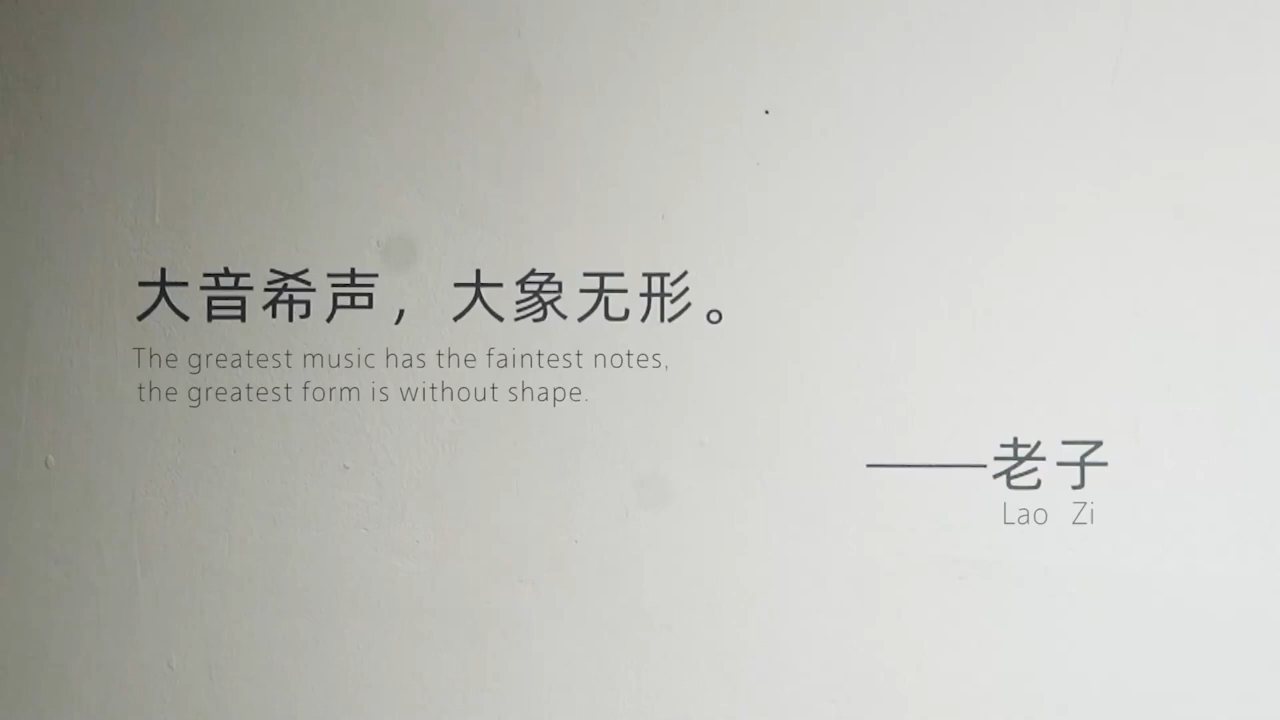 大音希声，大象无形。
The greatest music has the faintest notes,
the greatest form is without shape.
——老子
Lao Zi